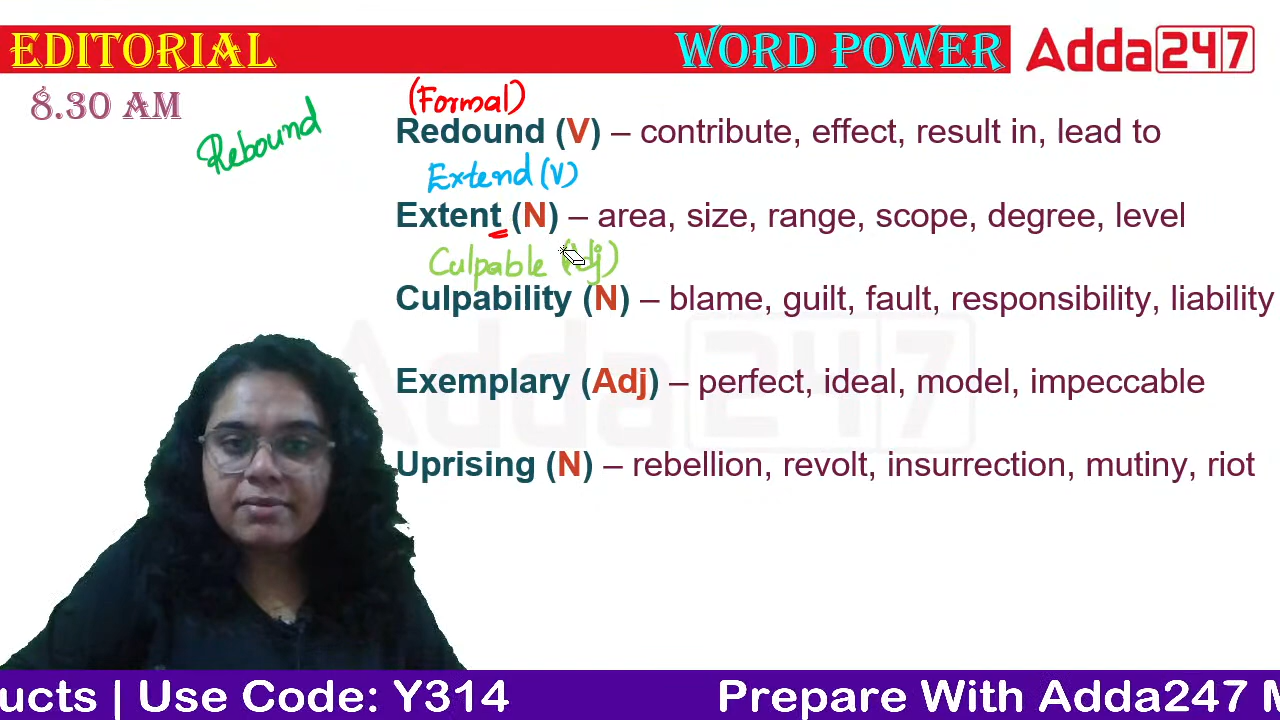 EDITORIAL
WORD POWER
Adda247
8.30 AM
Rebound
(Formal)
Redound (V) – contribute, effect, result in, lead to
Extend (V)
Extent (N) – area, size, range, scope, degree, level
Culpable (Adj)
Culpability (N) – blame, guilt, fault, responsibility, liability
Adda247
Exemplary (Adj) – perfect, ideal, model, impeccable
Uprising (N) – rebellion, revolt, insurrection, mutiny, riot
ucts | Use Code: Y314
Prepare With Adda247 M